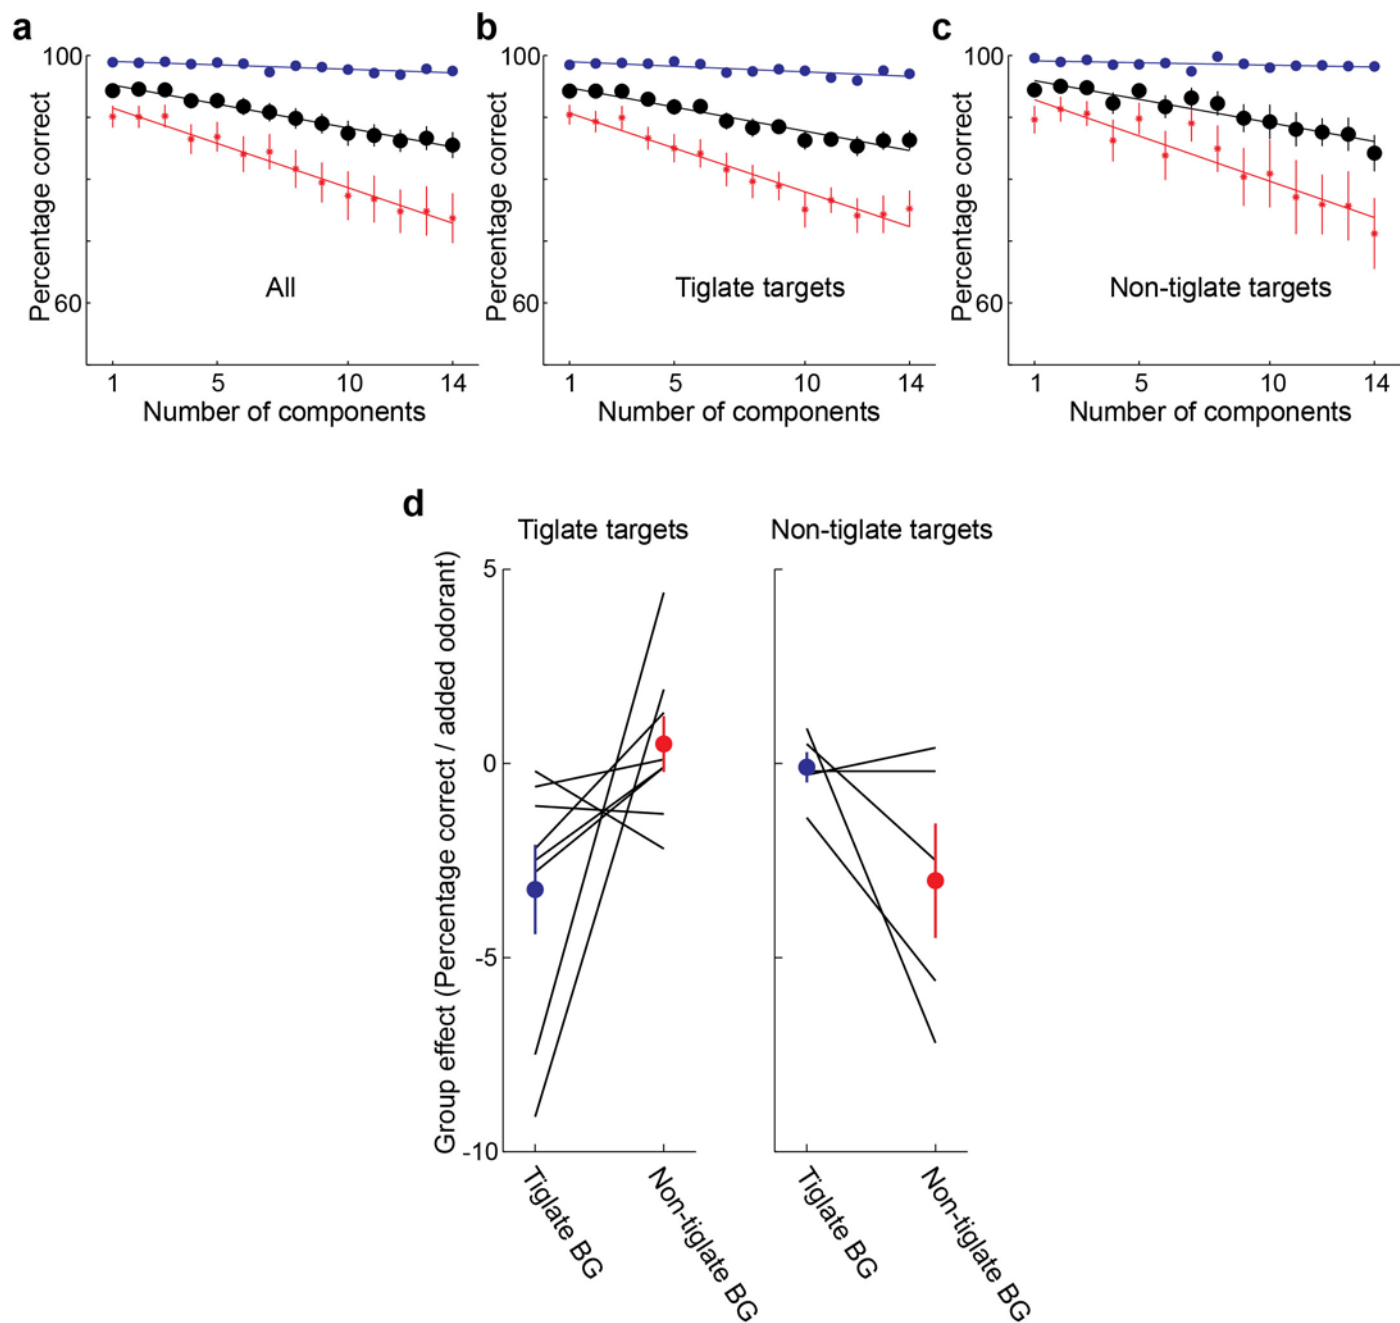 a
100
60
Percentage correct
All
1 5 10 14
Number of components
b
100
60
Percentage correct
Tiglate targets
1 5 10 14
Number of components
c
100
60
Percentage correct
Non-tiglate targets
1 5 10 14
Number of components
d
Tiglate targets
Non-tiglate targets
Group effect (Percentage correct / added odorant)
5
0
-5
-10
Tiglate BG
Non-tiglate BG
Tiglate BG
Non-tiglate BG